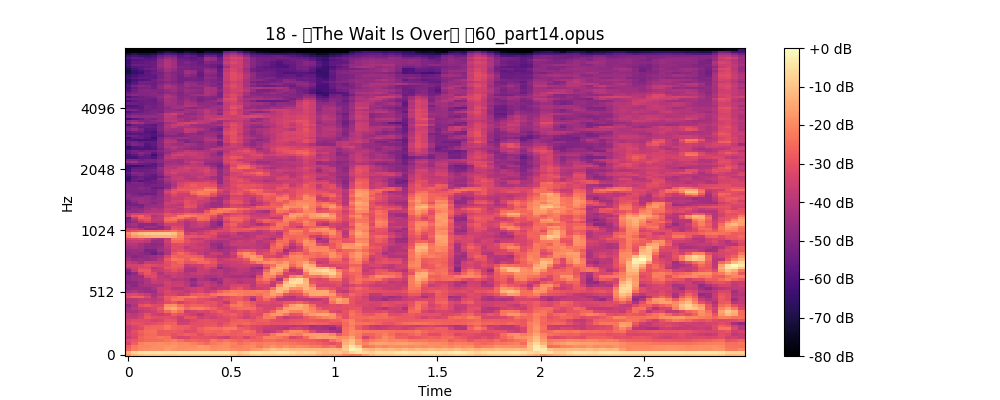 18 - ▯The Wait Is Over▯ ▯60_part14.opus
+0 dB
4096
-10 dB
-20 dB
2048
-30 dB
Hz
-40 dB
1024
-50 dB
512
-60 dB
-70 dB
0
-80 dB
0 0.5 1 1.5 2 2.5
Time